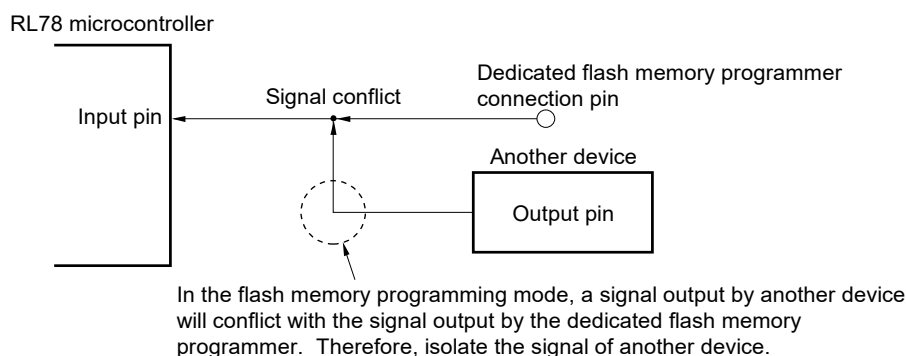 RL78 microcontroller
Dedicated flash memory programmer
connection pin
Signal conflict
Input pin
Another device
Output pin
In the flash memory programming mode, a signal output by another device
will conflict with the signal output by the dedicated flash memory
programmer.  Therefore, isolate the signal of another device.